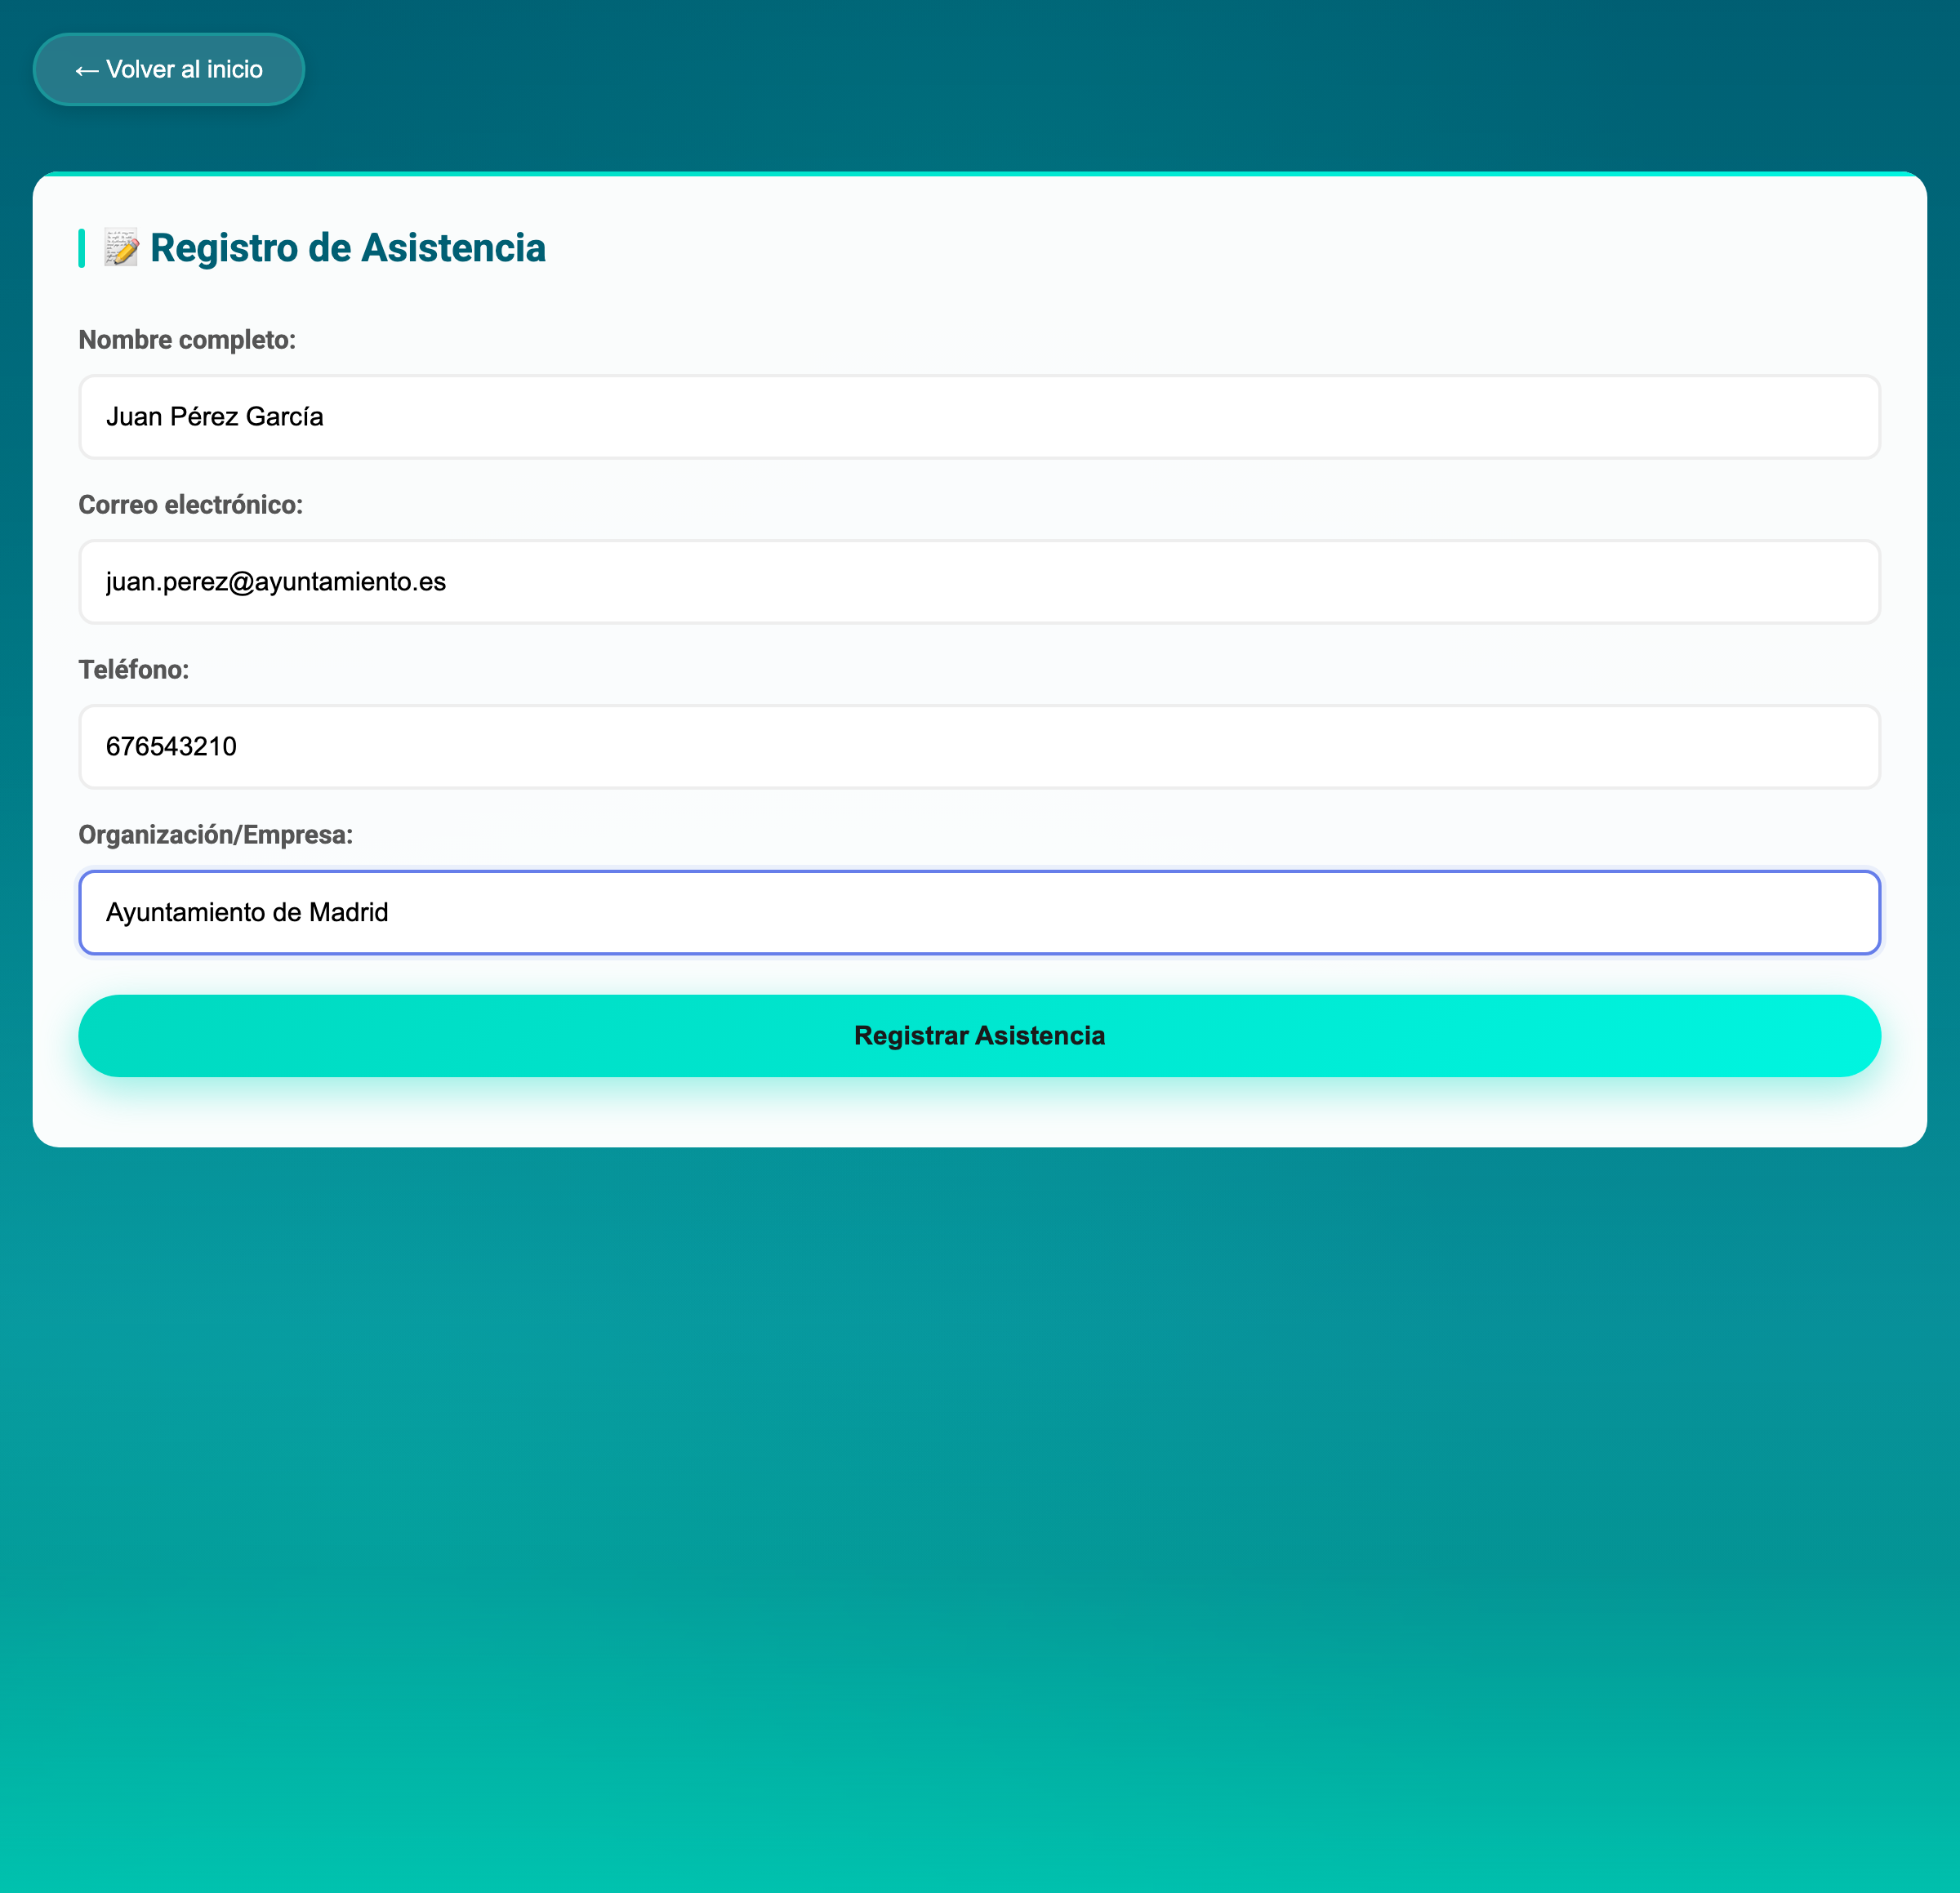 ← Volver al inicio
📝 Registro de Asistencia
Nombre completo:
Juan Pérez García
Correo electrónico:
juan.perez@ayuntamiento.es
Teléfono:
676543210
Organización/Empresa:
Ayuntamiento de Madrid
Registrar Asistencia